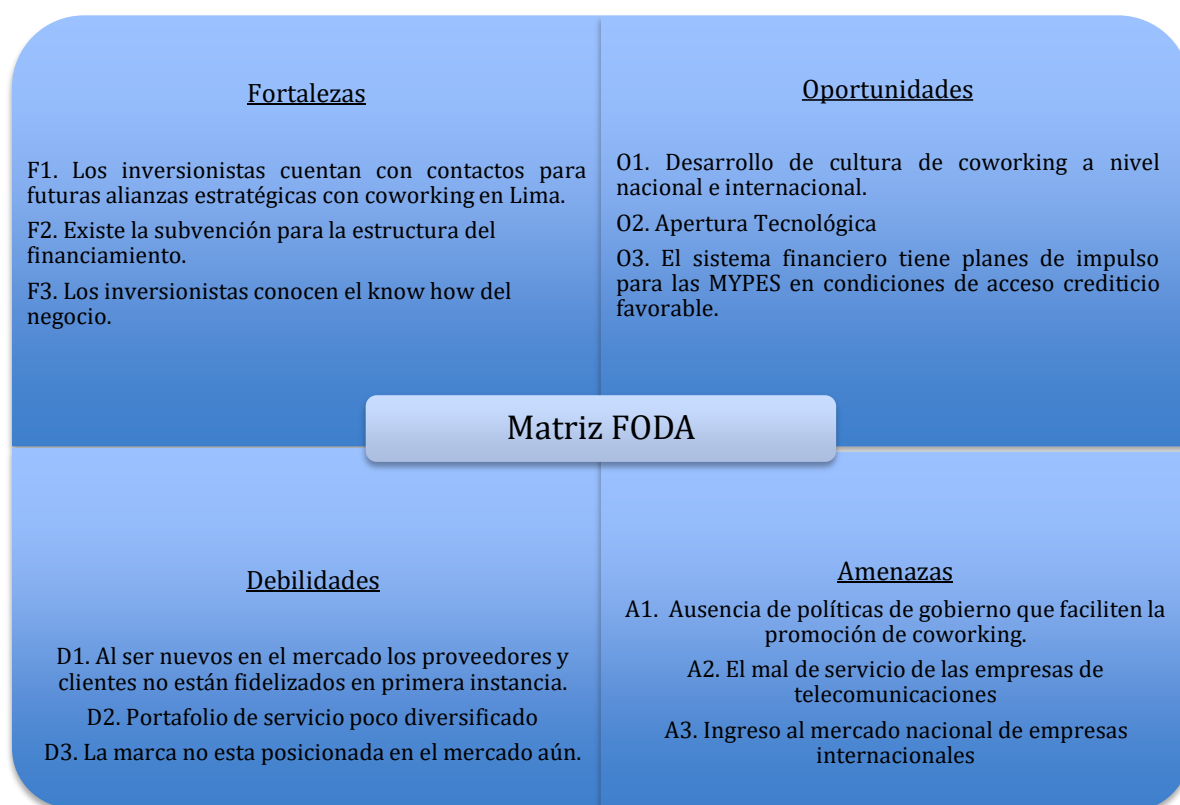 Fortalezas
F1. Los inversionistas cuentan con contactos para
futuras alianzas estratégicas con coworking en Lima.
F2. Existe la subvención para la estructura del
financiamiento.
F3. Los inversionistas conocen el know how del
negocio.
Oportunidades
O1. Desarrollo de cultura de coworking a nivel
nacional e internacional.
O2. Apertura Tecnológica
O3. El sistema financiero tiene planes de impulso
para las MYPES en condiciones de acceso crediticio
favorable.
Matriz FODA
Debilidades
D1. Al ser nuevos en el mercado los proveedores y
clientes no están fidelizados en primera instancia.
D2. Portafolio de servicio poco diversificado
D3. La marca no esta posicionada en el mercado aún.
Amenazas
A1. Ausencia de políticas de gobierno que faciliten la
promoción de coworking.
A2. El mal de servicio de las empresas de
telecomunicaciones
A3. Ingreso al mercado nacional de empresas
internacionales